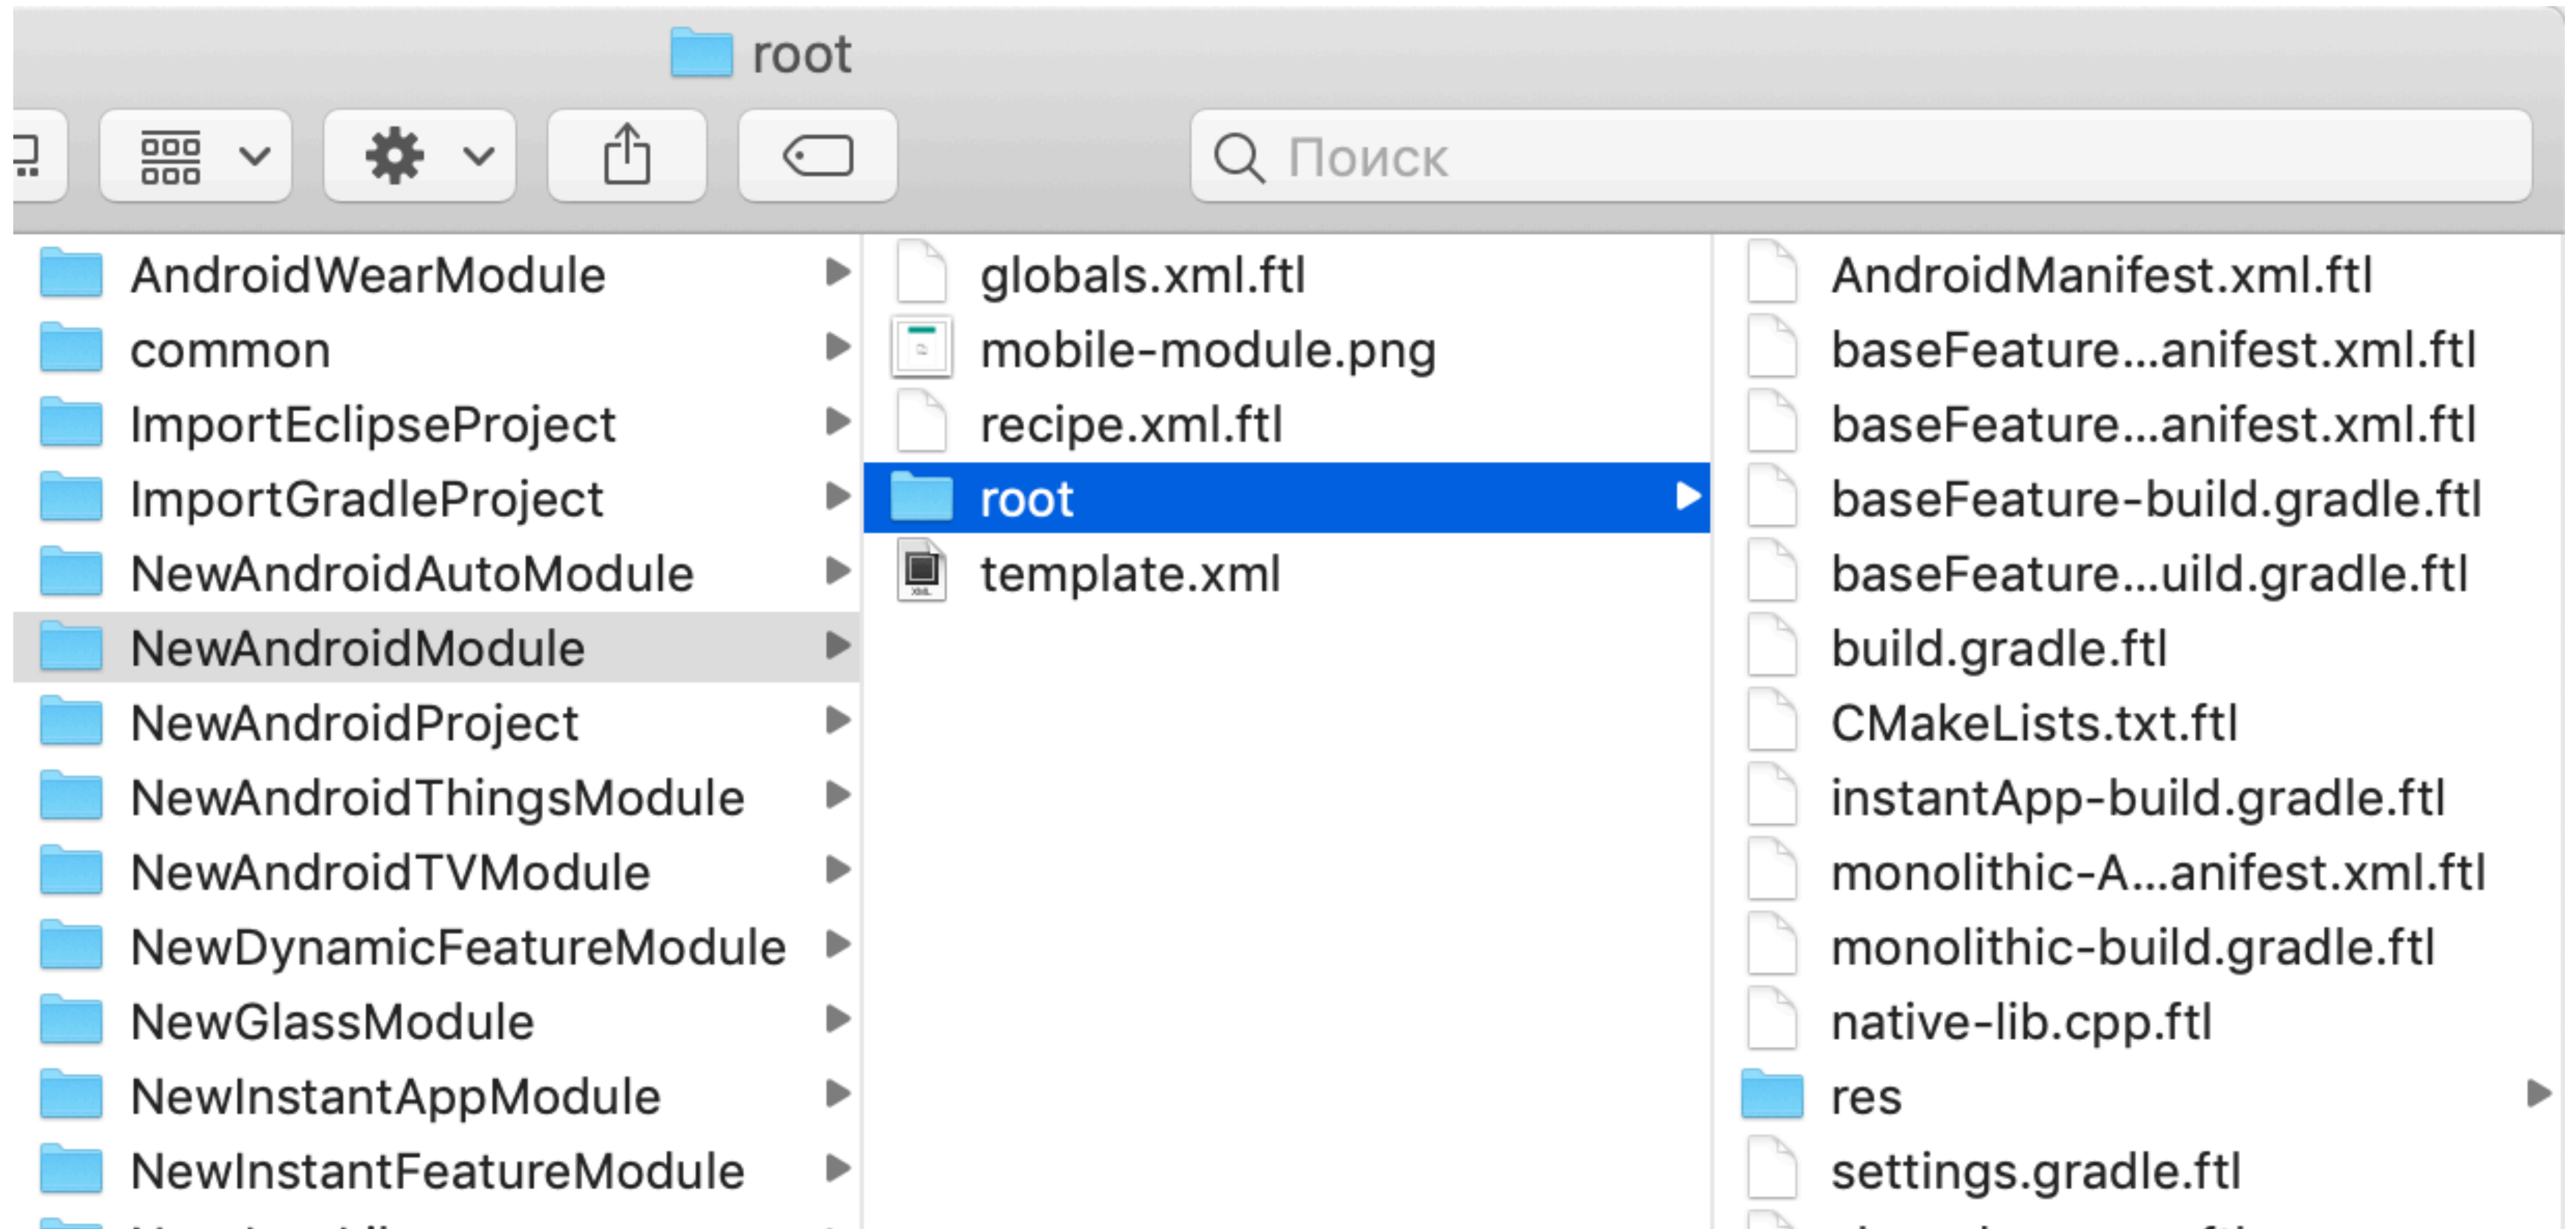 root
Поиск
AndroidWearModule
common
ImportEclipseProject
ImportGradleProject
NewAndroidAutoModule
NewAndroidModule
NewAndroidProject
NewAndroidThingsModule
NewAndroidTVModule
NewDynamicFeatureModule
NewGlassModule
NewInstantAppModule
NewInstantFeatureModule
globals.xml.ftl
mobile-module.png
recipe.xml.ftl
root
template.xml
AndroidManifest.xml.ftl
baseFeature...anifest.xml.ftl
baseFeature...anifest.xml.ftl
baseFeature-build.gradle.ftl
baseFeature...uild.gradle.ftl
build.gradle.ftl
CMakeLists.txt.ftl
instantApp-build.gradle.ftl
monolithic-A...anifest.xml.ftl
monolithic-build.gradle.ftl
native-lib.cpp.ftl
res
settings.gradle.ftl